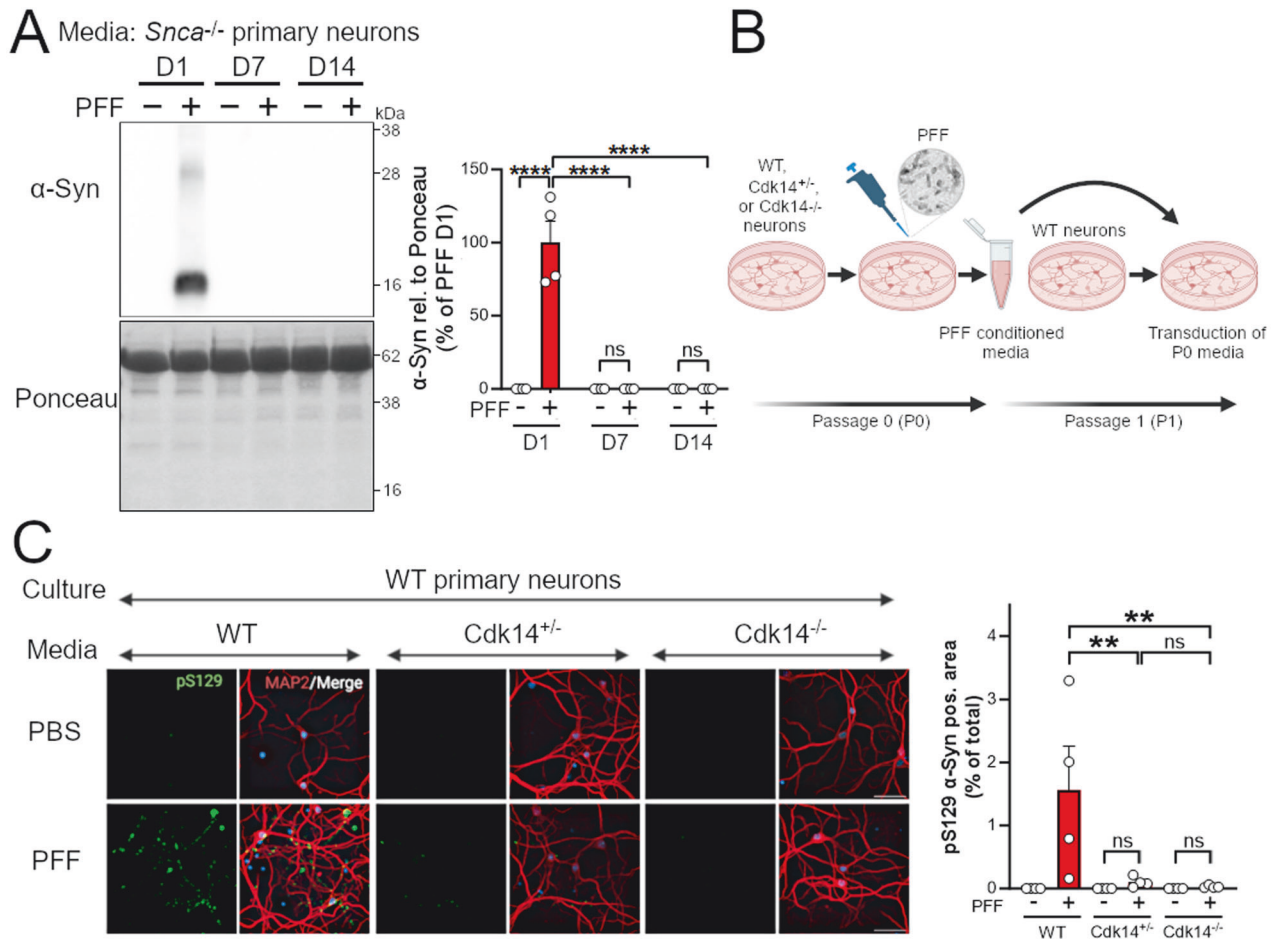 A
Media: Snca-/- primary neurons
D1 D7 D14
PFF − + − + − +
kDa
α-Syn
38
28
16
Ponceau
62
38
16
α-Syn rel. to Ponceau
(% of PFF D1)
**** **** ****
150
100
50
0
ns ns
PFF - + - + - +
D1 D7 D14
B
PFF
WT,
Cdk14+/-,
or Cdk14-/-
neurons
WT neurons
PFF conditioned
media
Transduction of
P0 media
Passage 0 (P0) Passage 1 (P1)
C
Culture WT primary neurons
Media WT Cdk14+/- Cdk14-/-
pS129 MAP2/Merge
PBS
PFF
pS129 α-Syn pos. area
(% of total)
4
3
2
1
0
**
** ns
ns ns
PFF - + - + - +
WT Cdk14+/- Cdk14-/-